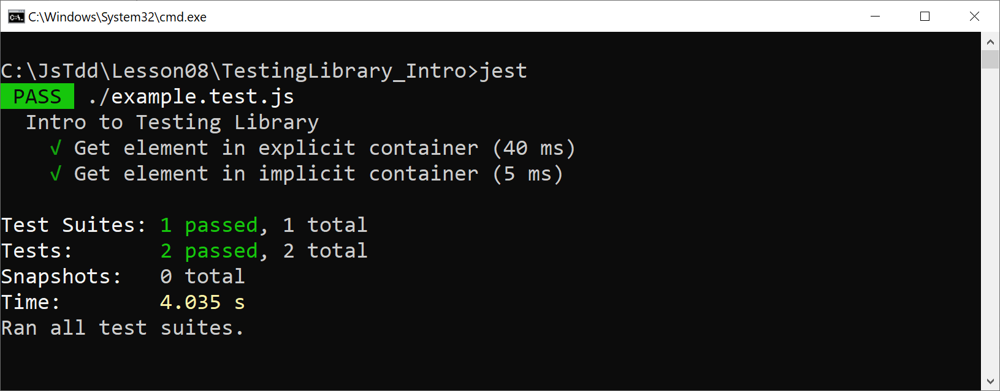 C:\Windows\System32\cmd.exe
C:\JsTdd\Lesson08\TestingLibrary_Intro>jest
PASS ./example.test.js
Intro to Testing Library
√ Get element in explicit container (40 ms)
√ Get element in implicit container (5 ms)
Test Suites: 1 passed, 1 total
Tests: 2 passed, 2 total
Snapshots: 0 total
Time: 4.035 s
Ran all test suites.